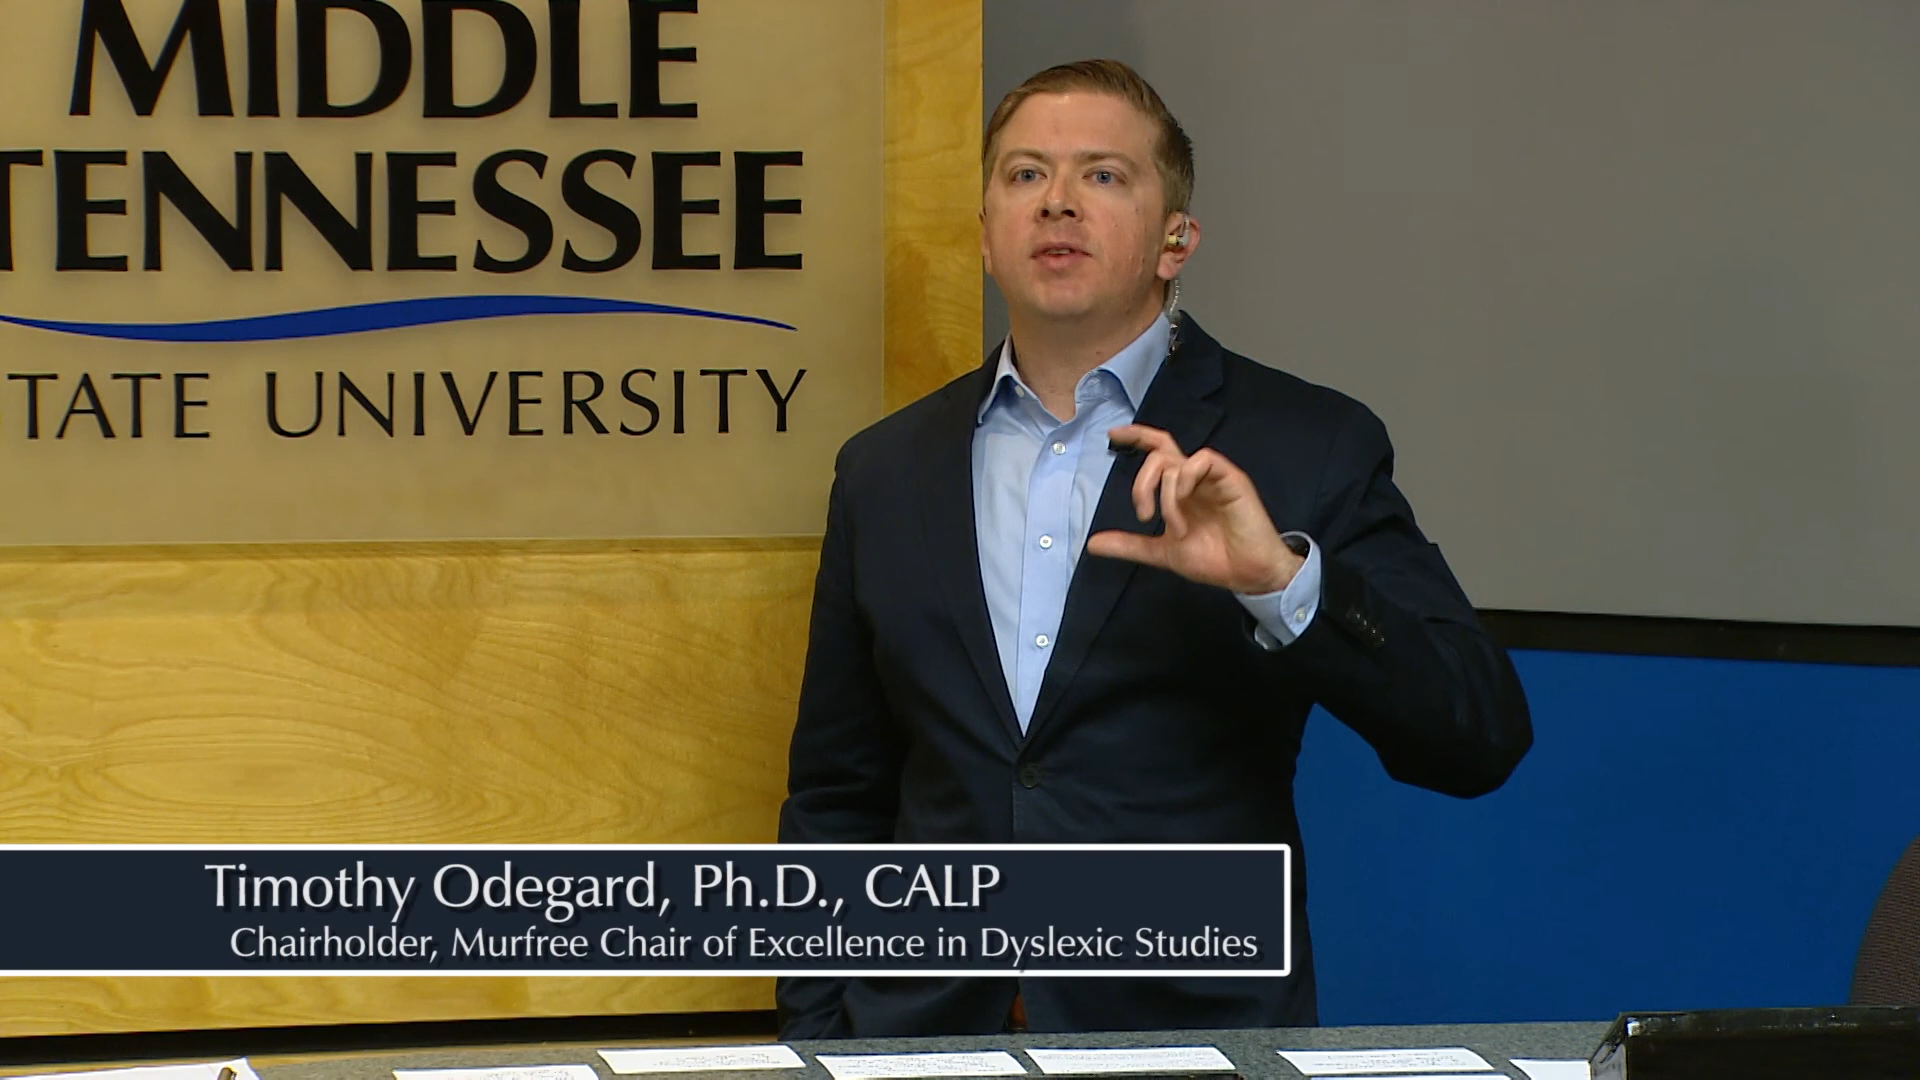 MIDDLE
TENNESSEE
TATE UNIVERSITY
Timothy Odegard, Ph.D., CALP
Chairholder, Murfree Chair of Excellence in Dyslexic Studies